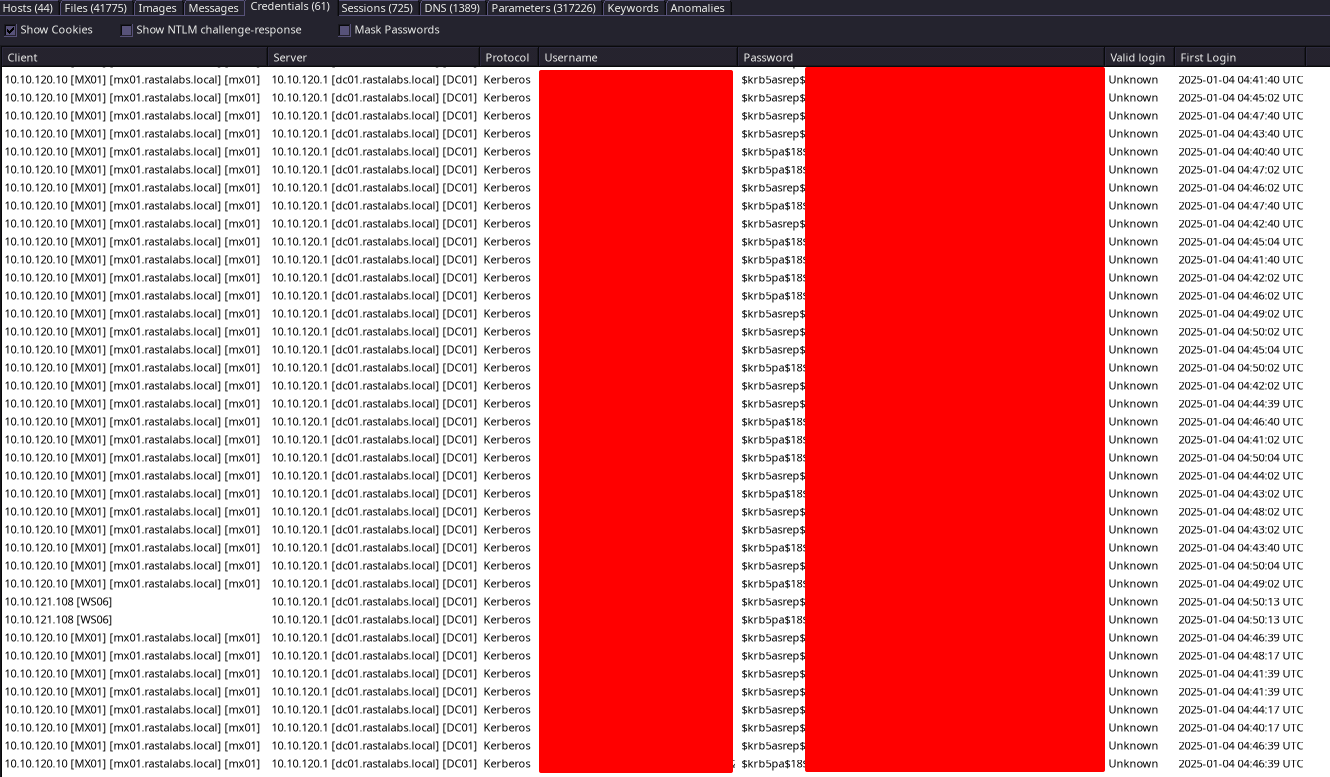 Hosts (44) Files (41775) Images Messages Credentials (61) Sessions (725) DNS (1389) Parameters (317226) Keywords Anomalies
Show Cookies Show NTLM challenge-response Mask Passwords
Client Server Protocol Username Password Valid login First Login
10.10.120.10 [MX01] [mx01.rastalabs.local] [mx01] 10.10.120.1 [dc01.rastalabs.local] [DC01] Kerberos $krb5asrep$ Unknown 2025-01-04 04:41:40 UTC
10.10.120.10 [MX01] [mx01.rastalabs.local] [mx01] 10.10.120.1 [dc01.rastalabs.local] [DC01] Kerberos $krb5asrep$ Unknown 2025-01-04 04:45:02 UTC
10.10.120.10 [MX01] [mx01.rastalabs.local] [mx01] 10.10.120.1 [dc01.rastalabs.local] [DC01] Kerberos $krb5asrep$ Unknown 2025-01-04 04:47:40 UTC
10.10.120.10 [MX01] [mx01.rastalabs.local] [mx01] 10.10.120.1 [dc01.rastalabs.local] [DC01] Kerberos $krb5asrep$ Unknown 2025-01-04 04:43:40 UTC
10.10.120.10 [MX01] [mx01.rastalabs.local] [mx01] 10.10.120.1 [dc01.rastalabs.local] [DC01] Kerberos $krb5pa$18$ Unknown 2025-01-04 04:40:40 UTC
10.10.120.10 [MX01] [mx01.rastalabs.local] [mx01] 10.10.120.1 [dc01.rastalabs.local] [DC01] Kerberos $krb5pa$18$ Unknown 2025-01-04 04:47:02 UTC
10.10.120.10 [MX01] [mx01.rastalabs.local] [mx01] 10.10.120.1 [dc01.rastalabs.local] [DC01] Kerberos $krb5asrep$ Unknown 2025-01-04 04:46:02 UTC
10.10.120.10 [MX01] [mx01.rastalabs.local] [mx01] 10.10.120.1 [dc01.rastalabs.local] [DC01] Kerberos $krb5pa$18$ Unknown 2025-01-04 04:47:40 UTC
10.10.120.10 [MX01] [mx01.rastalabs.local] [mx01] 10.10.120.1 [dc01.rastalabs.local] [DC01] Kerberos $krb5asrep$ Unknown 2025-01-04 04:42:40 UTC
10.10.120.10 [MX01] [mx01.rastalabs.local] [mx01] 10.10.120.1 [dc01.rastalabs.local] [DC01] Kerberos $krb5pa$18$ Unknown 2025-01-04 04:45:04 UTC
10.10.120.10 [MX01] [mx01.rastalabs.local] [mx01] 10.10.120.1 [dc01.rastalabs.local] [DC01] Kerberos $krb5pa$18$ Unknown 2025-01-04 04:41:40 UTC
10.10.120.10 [MX01] [mx01.rastalabs.local] [mx01] 10.10.120.1 [dc01.rastalabs.local] [DC01] Kerberos $krb5pa$18$ Unknown 2025-01-04 04:42:02 UTC
10.10.120.10 [MX01] [mx01.rastalabs.local] [mx01] 10.10.120.1 [dc01.rastalabs.local] [DC01] Kerberos $krb5pa$18$ Unknown 2025-01-04 04:46:02 UTC
10.10.120.10 [MX01] [mx01.rastalabs.local] [mx01] 10.10.120.1 [dc01.rastalabs.local] [DC01] Kerberos $krb5asrep$ Unknown 2025-01-04 04:49:02 UTC
10.10.120.10 [MX01] [mx01.rastalabs.local] [mx01] 10.10.120.1 [dc01.rastalabs.local] [DC01] Kerberos $krb5asrep$ Unknown 2025-01-04 04:50:02 UTC
10.10.120.10 [MX01] [mx01.rastalabs.local] [mx01] 10.10.120.1 [dc01.rastalabs.local] [DC01] Kerberos $krb5asrep$ Unknown 2025-01-04 04:45:04 UTC
10.10.120.10 [MX01] [mx01.rastalabs.local] [mx01] 10.10.120.1 [dc01.rastalabs.local] [DC01] Kerberos $krb5pa$18$ Unknown 2025-01-04 04:50:02 UTC
10.10.120.10 [MX01] [mx01.rastalabs.local] [mx01] 10.10.120.1 [dc01.rastalabs.local] [DC01] Kerberos $krb5asrep$ Unknown 2025-01-04 04:42:02 UTC
10.10.120.10 [MX01] [mx01.rastalabs.local] [mx01] 10.10.120.1 [dc01.rastalabs.local] [DC01] Kerberos $krb5asrep$ Unknown 2025-01-04 04:44:39 UTC
10.10.120.10 [MX01] [mx01.rastalabs.local] [mx01] 10.10.120.1 [dc01.rastalabs.local] [DC01] Kerberos $krb5pa$18$ Unknown 2025-01-04 04:46:40 UTC
10.10.120.10 [MX01] [mx01.rastalabs.local] [mx01] 10.10.120.1 [dc01.rastalabs.local] [DC01] Kerberos $krb5pa$18$ Unknown 2025-01-04 04:41:02 UTC
10.10.120.10 [MX01] [mx01.rastalabs.local] [mx01] 10.10.120.1 [dc01.rastalabs.local] [DC01] Kerberos $krb5pa$18$ Unknown 2025-01-04 04:50:04 UTC
10.10.120.10 [MX01] [mx01.rastalabs.local] [mx01] 10.10.120.1 [dc01.rastalabs.local] [DC01] Kerberos $krb5asrep$ Unknown 2025-01-04 04:44:02 UTC
10.10.120.10 [MX01] [mx01.rastalabs.local] [mx01] 10.10.120.1 [dc01.rastalabs.local] [DC01] Kerberos $krb5pa$18$ Unknown 2025-01-04 04:43:02 UTC
10.10.120.10 [MX01] [mx01.rastalabs.local] [mx01] 10.10.120.1 [dc01.rastalabs.local] [DC01] Kerberos $krb5asrep$ Unknown 2025-01-04 04:48:02 UTC
10.10.120.10 [MX01] [mx01.rastalabs.local] [mx01] 10.10.120.1 [dc01.rastalabs.local] [DC01] Kerberos $krb5asrep$ Unknown 2025-01-04 04:43:02 UTC
10.10.120.10 [MX01] [mx01.rastalabs.local] [mx01] 10.10.120.1 [dc01.rastalabs.local] [DC01] Kerberos $krb5pa$18$ Unknown 2025-01-04 04:43:40 UTC
10.10.120.10 [MX01] [mx01.rastalabs.local] [mx01] 10.10.120.1 [dc01.rastalabs.local] [DC01] Kerberos $krb5asrep$ Unknown 2025-01-04 04:50:04 UTC
10.10.120.10 [MX01] [mx01.rastalabs.local] [mx01] 10.10.120.1 [dc01.rastalabs.local] [DC01] Kerberos $krb5pa$18$ Unknown 2025-01-04 04:49:02 UTC
10.10.121.108 [WS06] 10.10.120.1 [dc01.rastalabs.local] [DC01] Kerberos $krb5asrep$ Unknown 2025-01-04 04:50:13 UTC
10.10.121.108 [WS06] 10.10.120.1 [dc01.rastalabs.local] [DC01] Kerberos $krb5pa$18$ Unknown 2025-01-04 04:50:13 UTC
10.10.120.10 [MX01] [mx01.rastalabs.local] [mx01] 10.10.120.1 [dc01.rastalabs.local] [DC01] Kerberos $krb5asrep$ Unknown 2025-01-04 04:46:39 UTC
10.10.120.10 [MX01] [mx01.rastalabs.local] [mx01] 10.10.120.1 [dc01.rastalabs.local] [DC01] Kerberos $krb5asrep$ Unknown 2025-01-04 04:48:17 UTC
10.10.120.10 [MX01] [mx01.rastalabs.local] [mx01] 10.10.120.1 [dc01.rastalabs.local] [DC01] Kerberos $krb5pa$18$ Unknown 2025-01-04 04:41:39 UTC
10.10.120.10 [MX01] [mx01.rastalabs.local] [mx01] 10.10.120.1 [dc01.rastalabs.local] [DC01] Kerberos $krb5asrep$ Unknown 2025-01-04 04:41:39 UTC
10.10.120.10 [MX01] [mx01.rastalabs.local] [mx01] 10.10.120.1 [dc01.rastalabs.local] [DC01] Kerberos $krb5asrep$ Unknown 2025-01-04 04:44:17 UTC
10.10.120.10 [MX01] [mx01.rastalabs.local] [mx01] 10.10.120.1 [dc01.rastalabs.local] [DC01] Kerberos $krb5asrep$ Unknown 2025-01-04 04:40:17 UTC
10.10.120.10 [MX01] [mx01.rastalabs.local] [mx01] 10.10.120.1 [dc01.rastalabs.local] [DC01] Kerberos $krb5asrep$ Unknown 2025-01-04 04:46:39 UTC
10.10.120.10 [MX01] [mx01.rastalabs.local] [mx01] 10.10.120.1 [dc01.rastalabs.local] [DC01] Kerberos $krb5pa$18$ Unknown 2025-01-04 04:46:39 UTC